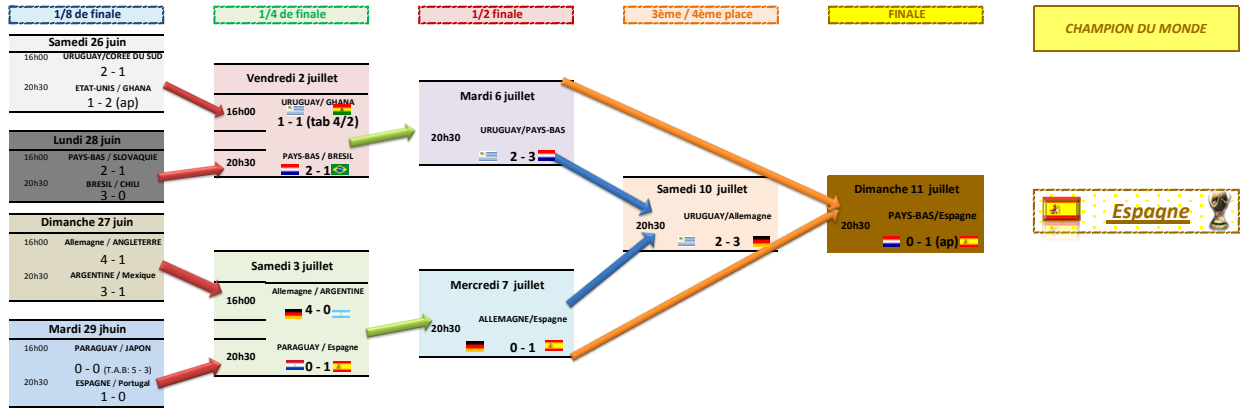 1/8 de finale
1/4 de finale
1/2 finale
3ème / 4ème place
FINALE
CHAMPION DU MONDE
Samedi 26 juin
16h00 URUGUAY/COREE DU SUD
2 - 1
20h30 ETAT-UNIS / GHANA
1 - 2 (ap)
Lundi 28 juin
16h00 PAYS-BAS / SLOVAQUIE
2 - 1
20h30 BRESIL / CHILI
3 - 0
Dimanche 27 juin
16h00 Allemagne / ANGLETERRE
4 - 1
20h30 ARGENTINE / Mexique
3 - 1
Mardi 29 jhuin
16h00 PARAGUAY / JAPON
0 - 0 (T.A.B: 5 - 3)
20h30 ESPAGNE / Portugal
1 - 0
Vendredi 2 juillet
16h00 URUGUAY/ GHANA
1 - 1 (tab 4/2)
20h30 PAYS-BAS / BRESIL
2 - 1
Samedi 3 juillet
16h00 Allemagne / ARGENTINE
4 - 0
20h30 PARAGUAY / Espagne
0 - 1
Mardi 6 juillet
20h30 URUGUAY/PAYS-BAS
2 - 3
Mercredi 7 juillet
20h30 ALLEMAGNE/Espagne
0 - 1
Samedi 10 juillet
20h30 URUGUAY/Allemagne
2 - 3
Dimanche 11 juillet
20h30 PAYS-BAS/Espagne
0 - 1 (ap)
Espagne